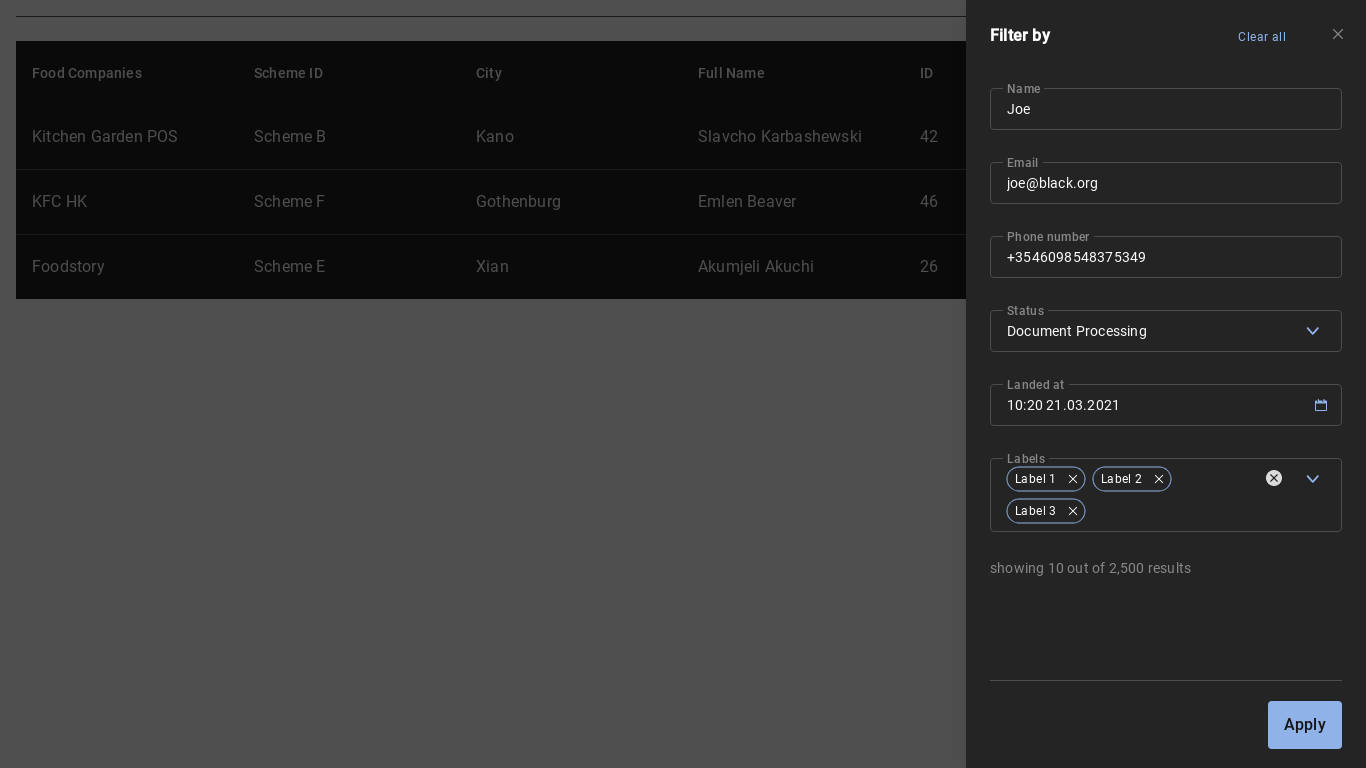 Food Companies Scheme ID City Full Name ID
Kitchen Garden POS Scheme B Kano Slavcho Karbashewski 42
KFC HK Scheme F Gothenburg Emlen Beaver 46
Foodstory Scheme E Xian Akumjeli Akuchi 26
Filter by Clear all
Name
Joe
Email
joe@black.org
Phone number
+3546098548375349
Status
Document Processing
Landed at
10:20 21.03.2021
Labels
Label 1 Label 2
Label 3
showing 10 out of 2,500 results
Apply